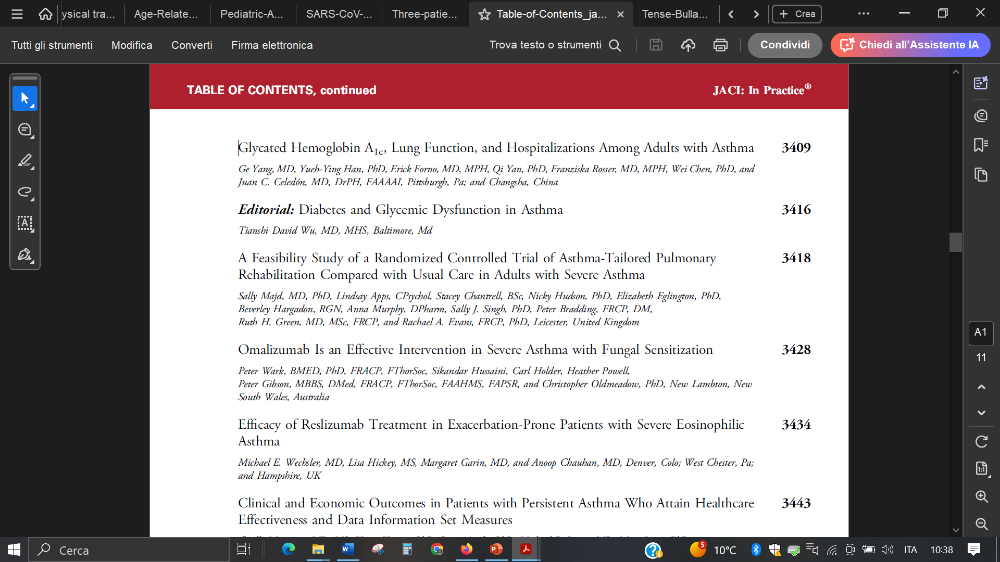 ysical tra...
Age-Relate...
Pediatric-A...
SARS-CoV-...
Three-patie...
Table-of-Contents_ja...
Tense-Bulla...
Crea
Tutti gli strumenti
Modifica
Converti
Firma elettronica
Trova testo o strumenti
Condividi
Chiedi all'Assistente IA
TABLE OF CONTENTS, continued
JACI: In Practice®
Glycated Hemoglobin A1c, Lung Function, and Hospitalizations Among Adults with Asthma 3409
Ge Yang, MD, Yueh-Ying Han, PhD, Erick Forno, MD, MPH, Qi Yan, PhD, Franziska Rosser, MD, MPH, Wei Chen, PhD, and
Juan C. Celedón, MD, DrPH, FAAAAI, Pittsburgh, Pa; and Changsha, China
Editorial: Diabetes and Glycemic Dysfunction in Asthma 3416
Tianshi David Wu, MD, MHS, Baltimore, Md
A Feasibility Study of a Randomized Controlled Trial of Asthma-Tailored Pulmonary 3418
Rehabilitation Compared with Usual Care in Adults with Severe Asthma
Sally Majd, MD, PhD, Lindsay Apps, CPsychol, Stacey Chantrell, BSc, Nicky Hudson, PhD, Elizabeth Eglington, PhD,
Beverley Hargadon, RGN, Anna Murphy, DPharm, Sally J. Singh, PhD, Peter Bradding, FRCP, DM,
Ruth H. Green, MD, MSc, FRCP, and Rachael A. Evans, FRCP, PhD, Leicester, United Kingdom
Omalizumab Is an Effective Intervention in Severe Asthma with Fungal Sensitization 3428
Peter Wark, BMED, PhD, FRACP, FThorSoc, Sikandar Hussaini, Carl Holder, Heather Powell,
Peter Gibson, MBBS, DMed, FRACP, FThorSoc, FAAHMS, FAPSR, and Christopher Oldmeadow, PhD, New Lambton, New
South Wales, Australia
Efficacy of Reslizumab Treatment in Exacerbation-Prone Patients with Severe Eosinophilic 3434
Asthma
Michael E. Wechsler, MD, Lisa Hickey, MS, Margaret Garin, MD, and Anoop Chauhan, MD, Denver, Colo; West Chester, Pa;
and Hampshire, UK
Clinical and Economic Outcomes in Patients with Persistent Asthma Who Attain Healthcare 3443
Effectiveness and Data Information Set Measures
A1
11
Cerca
5
10°C
ITA
10:38